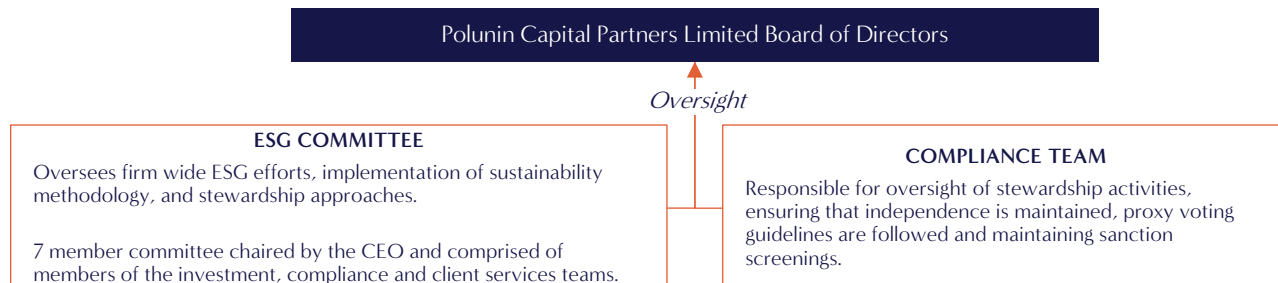 Polunin Capital Partners Limited Board of Directors
Oversight
ESG COMMITTEE
Oversees firm wide ESG efforts, implementation of sustainability
methodology, and stewardship approaches.
7 member committee chaired by the CEO and comprised of
members of the investment, compliance and client services teams.
COMPLIANCE TEAM
Responsible for oversight of stewardship activities,
ensuring that independence is maintained, proxy voting
guidelines are followed and maintaining sanction
screenings.